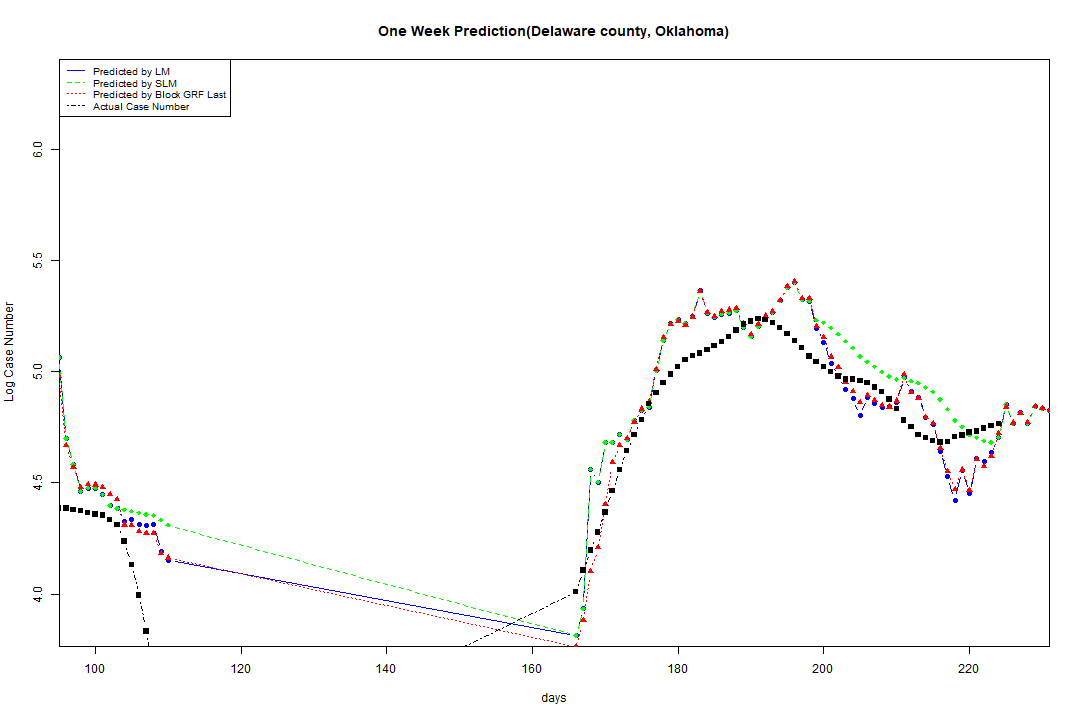 One Week Prediction(Delaware county, Oklahoma)
Predicted by LM
Predicted by SLM
Predicted by Block GRF Last
Actual Case Number
Log Case Number
6.0
5.5
5.0
4.5
4.0
100 120 140 160 180 200 220
days